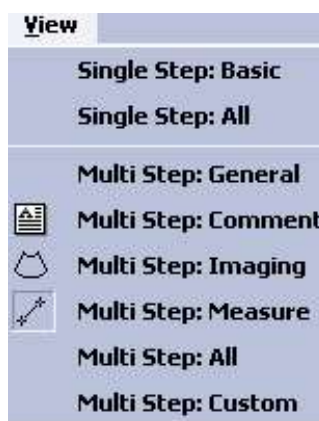 View
Single Step: Basic
Single Step: All
Multi Step: General
Multi Step: Comment
Multi Step: Imaging
Multi Step: Measure
Multi Step: All
Multi Step: Custom